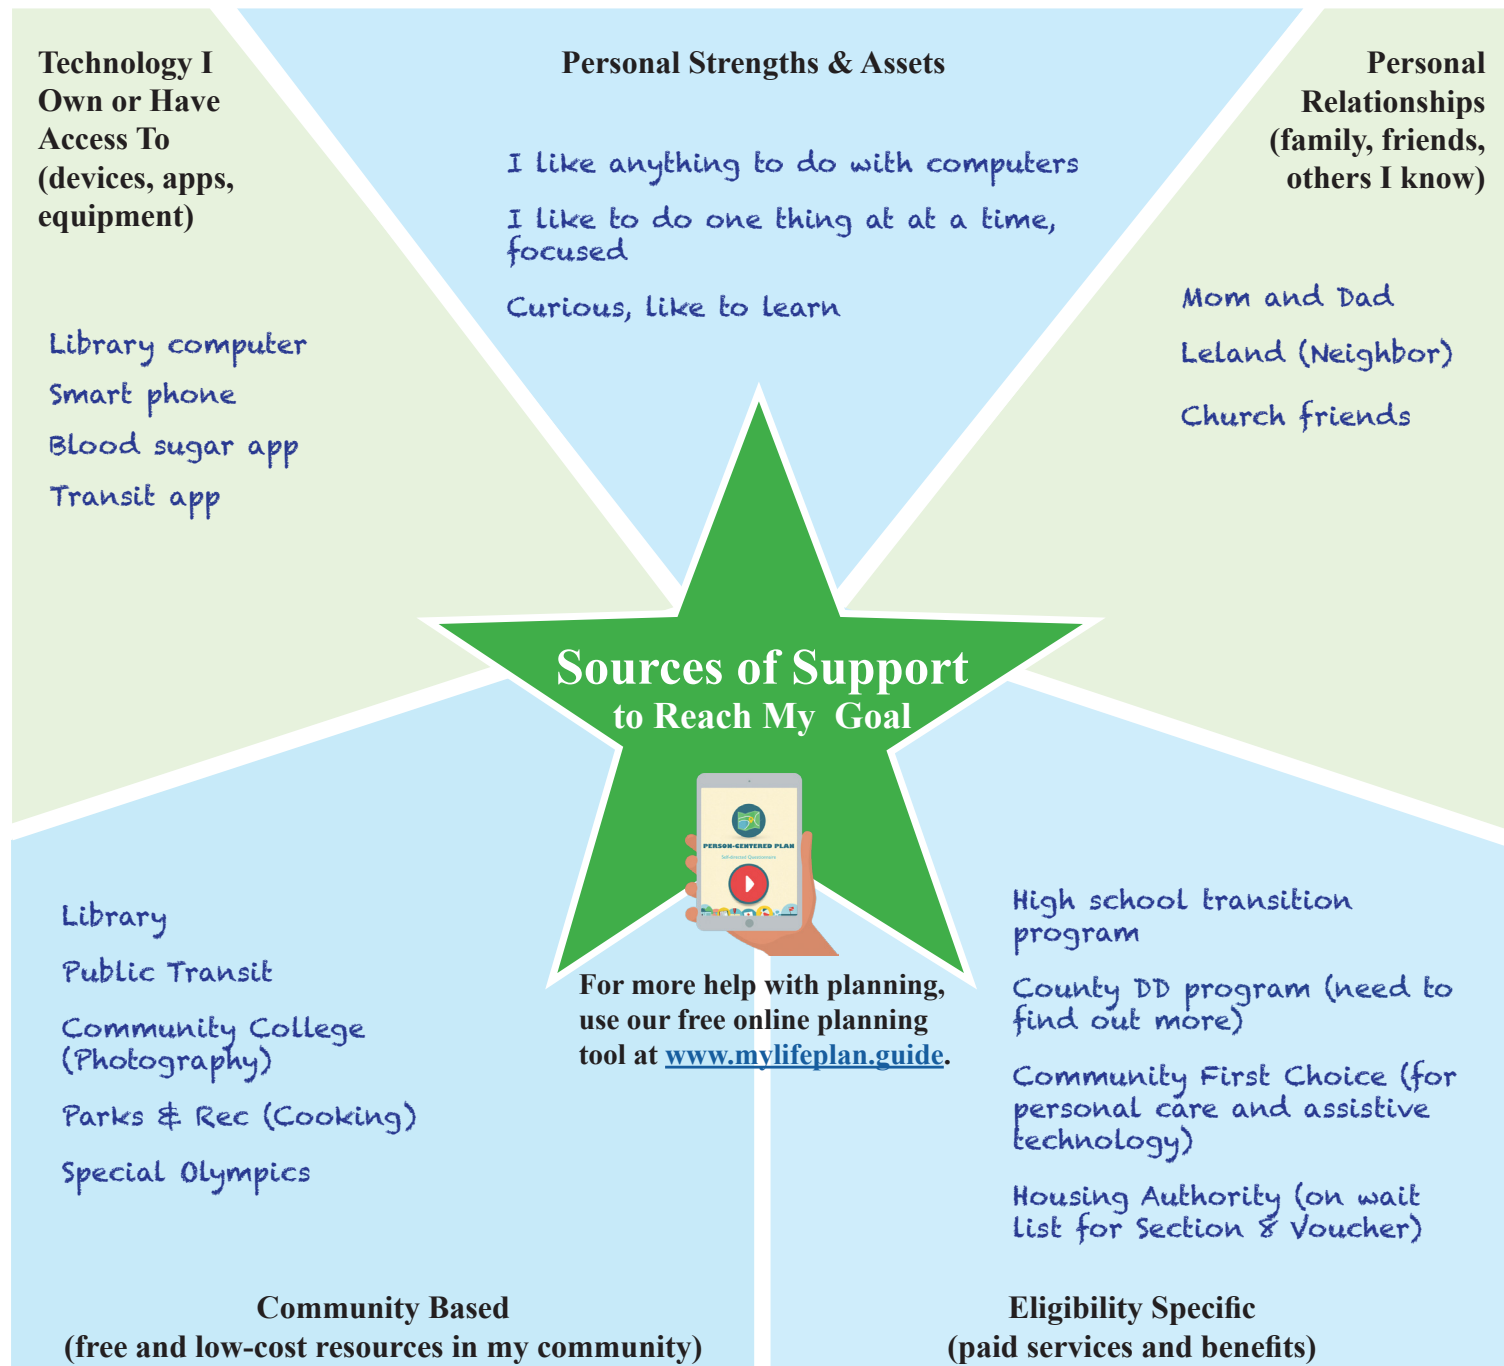 Technology I
Own or Have
Access To
(devices, apps,
equipment)
Library computer
Smart phone
Blood sugar app
Transit app
Personal Strengths & Assets
I like anything to do with computers
I like to do one thing at at a time,
focused
Curious, like to learn
Personal
Relationships
(family, friends,
others I know)
Mom and Dad
Leland (Neighbor)
Church friends
Sources of Support
to Reach My Goal
PERSON-CENTERED PLAN
Self-directed Questionnaire
For more help with planning,
use our free online planning
tool at www.mylifeplan.guide.
Library
Public Transit
Community College
(Photography)
Parks & Rec (Cooking)
Special Olympics
Community Based
(free and low-cost resources in my community)
High school transition
program
County DD program (need to
find out more)
Community First Choice (for
personal care and assistive
technology)
Housing Authority (on wait
list for Section 8 Voucher)
Eligibility Specific
(paid services and benefits)